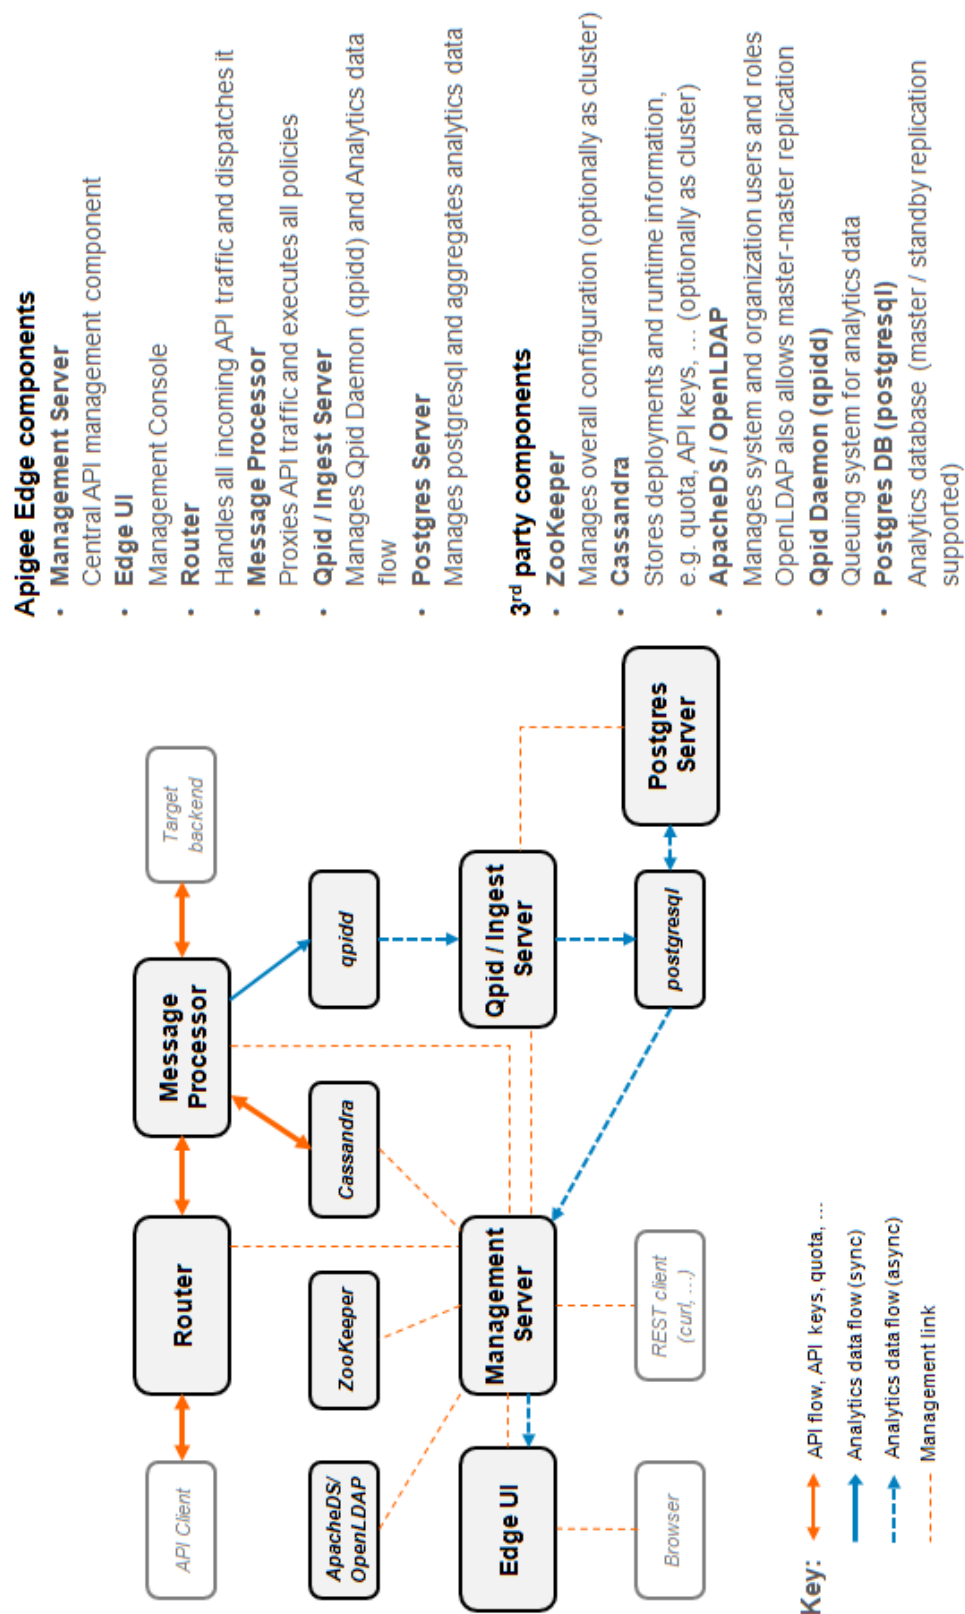 API Client
Router
Message
Processor
Target
backend
ApacheDS/
OpenLDAP
ZooKeeper
Cassandra
qpidd
Edge UI
Management
Server
Qpid / Ingest
Server
Browser
REST client
(curl, ...)
postgresql
Postgres
Server
Key:
API flow, API keys, quota, ...
Analytics data flow (sync)
Analytics data flow (async)
Management link
Apigee Edge components
• Management Server
Central API management component
• Edge UI
Management Console
• Router
Handles all incoming API traffic and dispatches it
• Message Processor
Proxies API traffic and executes all policies
• Qpid / Ingest Server
Manages Qpid Daemon (qpidd) and Analytics data
flow
• Postgres Server
Manages postgresql and aggregates analytics data
3rd party components
• ZooKeeper
Manages overall configuration (optionally as cluster)
• Cassandra
Stores deployments and runtime information,
e.g. quota, API keys, ... (optionally as cluster)
• ApacheDS / OpenLDAP
Manages system and organization users and roles
OpenLDAP also allows master-master replication
• Qpid Daemon (qpidd)
Queuing system for analytics data
• Postgres DB (postgresql)
Analytics database (master / standby replication
supported)